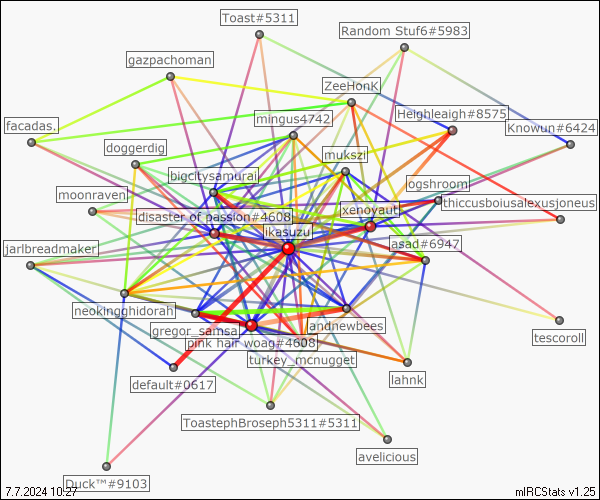 Toast#5311
Random Stuf6#5983
gazpachoman
ZeeHonK
Heighleaigh#8575
mingus4742
facadas.
Knowun#6424
doggerdig
mukszi
bigcitysamurai
ogshroom
moonraven
thiccusboiusalexusjoneus
xenoyaut
disaster of passion#4608
ikasuzu
jarlbreadmaker
asad#6947
neokingghidorah
andnewbees
gregor_samsa
tescoroll
pink hair woag#4608
turkey_mcnugget
default#0617
lahnk
ToastephBroseph5311#5311
avelicious
Duck™#9103
7.7.2024 10:27
mIRCStats v1.25